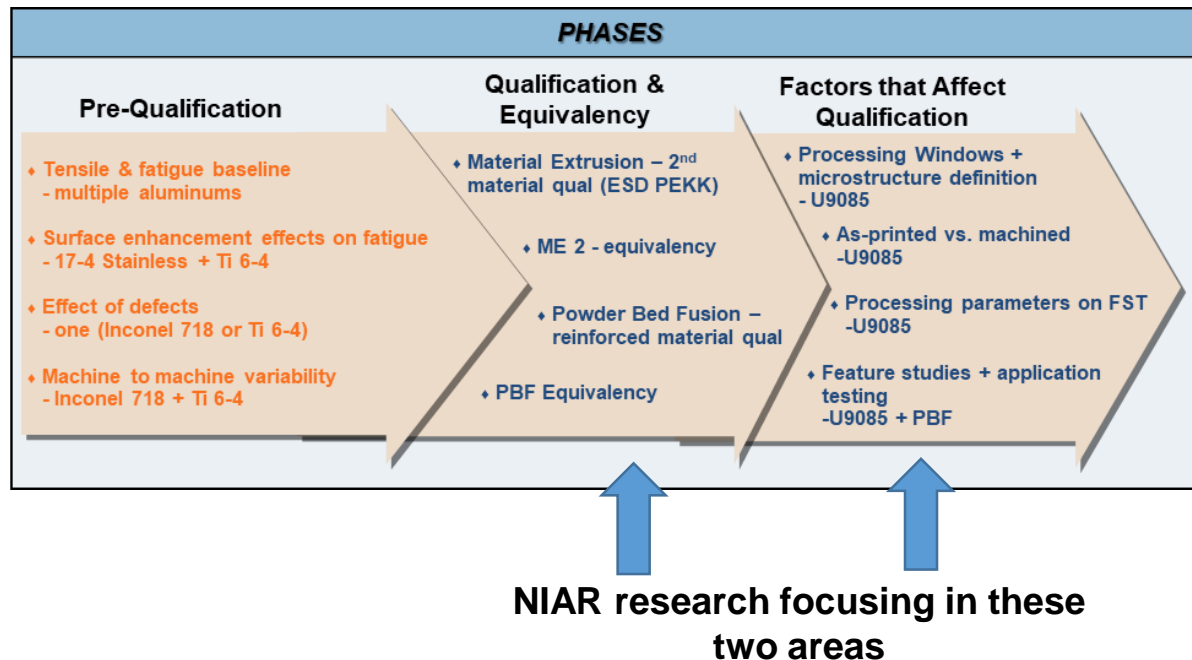 PHASES
Pre-Qualification
♦ Tensile & fatigue baseline
- multiple aluminums
♦ Surface enhancement effects on fatigue
- 17-4 Stainless + Ti 6-4
♦ Effect of defects
- one (Inconel 718 or Ti 6-4)
♦ Machine to machine variability
- Inconel 718 + Ti 6-4
Qualification &
Equivalency
♦ Material Extrusion – 2nd
material qual (ESD PEKK)
♦ ME 2 - equivalency
♦ Powder Bed Fusion –
reinforced material qual
♦ PBF Equivalency
Factors that Affect
Qualification
♦ Processing Windows +
microstructure definition
- U9085
♦ As-printed vs. machined
-U9085
♦ Processing parameters on FST
-U9085
♦ Feature studies + application
testing
-U9085 + PBF
NIAR research focusing in these
two areas